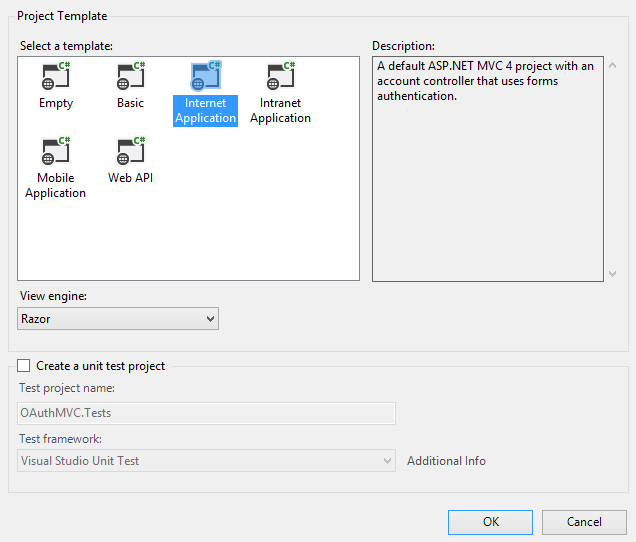 Project Template
Select a template:
Description:
C#
C#
C#
C#
Empty
Basic
Internet
Application
Intranet
Application
C#
C#
Mobile
Application
Web API
A default ASP.NET MVC 4 project with an
account controller that uses forms
authentication.
View engine:
Razor
Create a unit test project
Test project name:
OAuthMVC.Tests
Test framework:
Visual Studio Unit Test
Additional Info
OK
Cancel